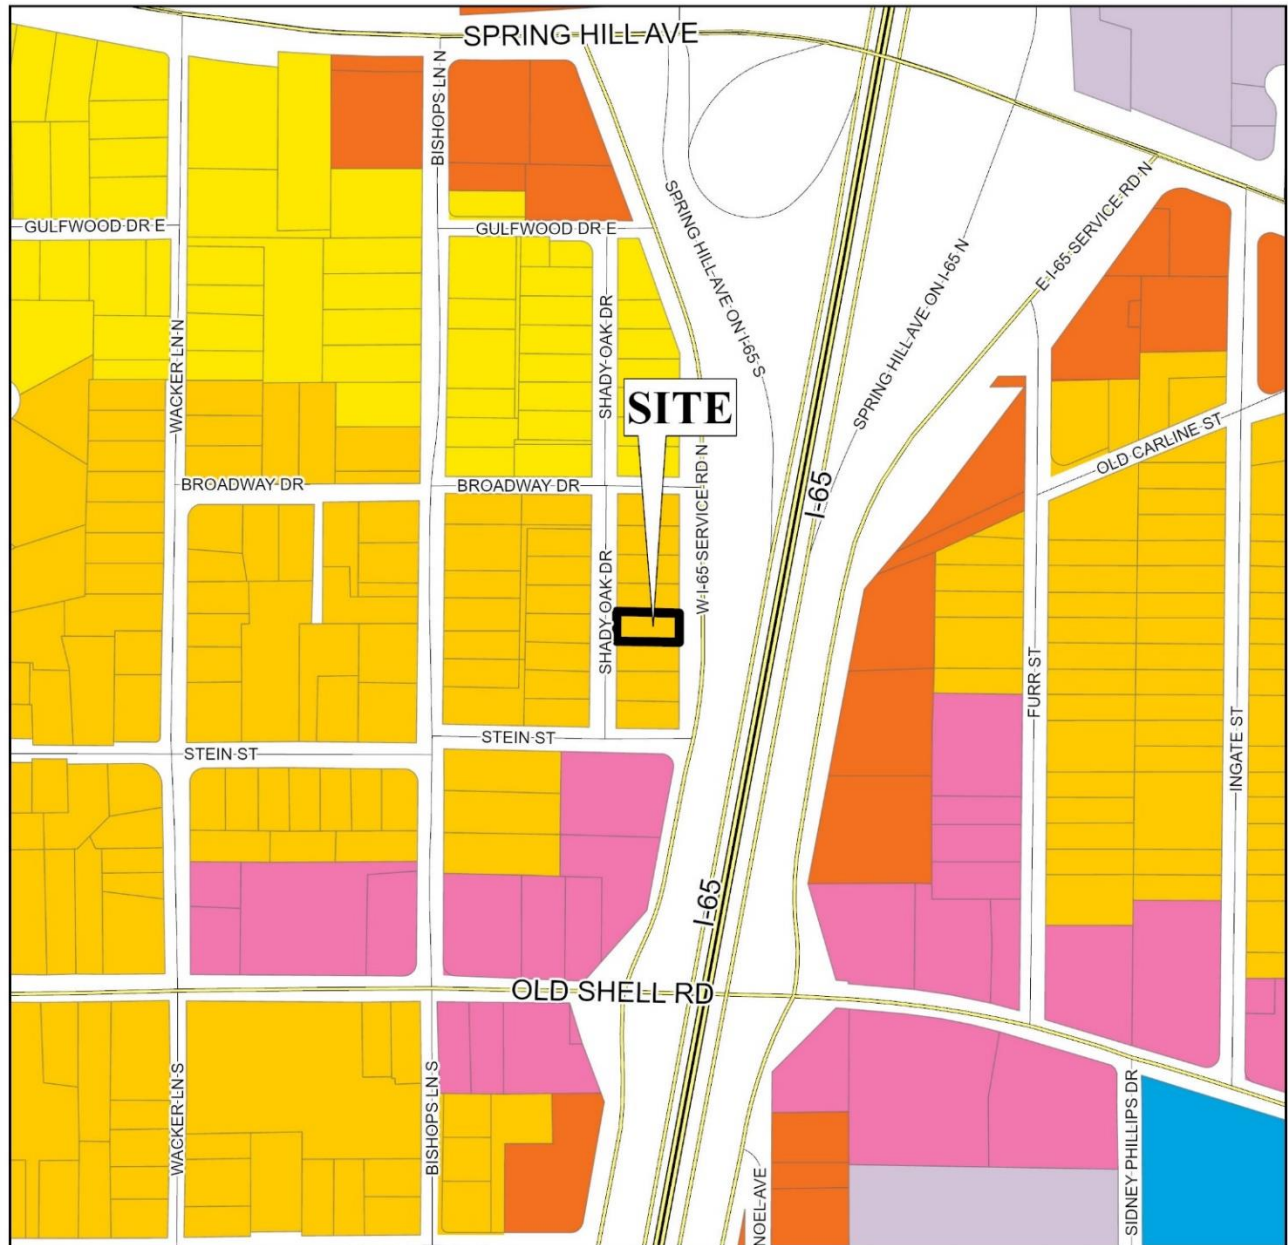 SPRING HILL AVE
BISHOPS LN N
GULFWOOD DR E
GULFWOOD DR E
SPRING HILL AVE ON I-65 S
SPRING HILL AVE ON I-65 N
E I-65 SERVICE RD N
WACKER LN N
SHADY OAK DR
SITE
W I-65 SERVICE RD N
I-65
OLD CARLINE ST
BROADWAY DR
BROADWAY DR
SHADY OAK DR
FURR ST
INGATE ST
STEIN ST
STEIN ST
I-65
OLD SHELL RD
WACKER LN S
BISHOPS LN S
NOEL AVE
SIDNEY PHILLIPS DR